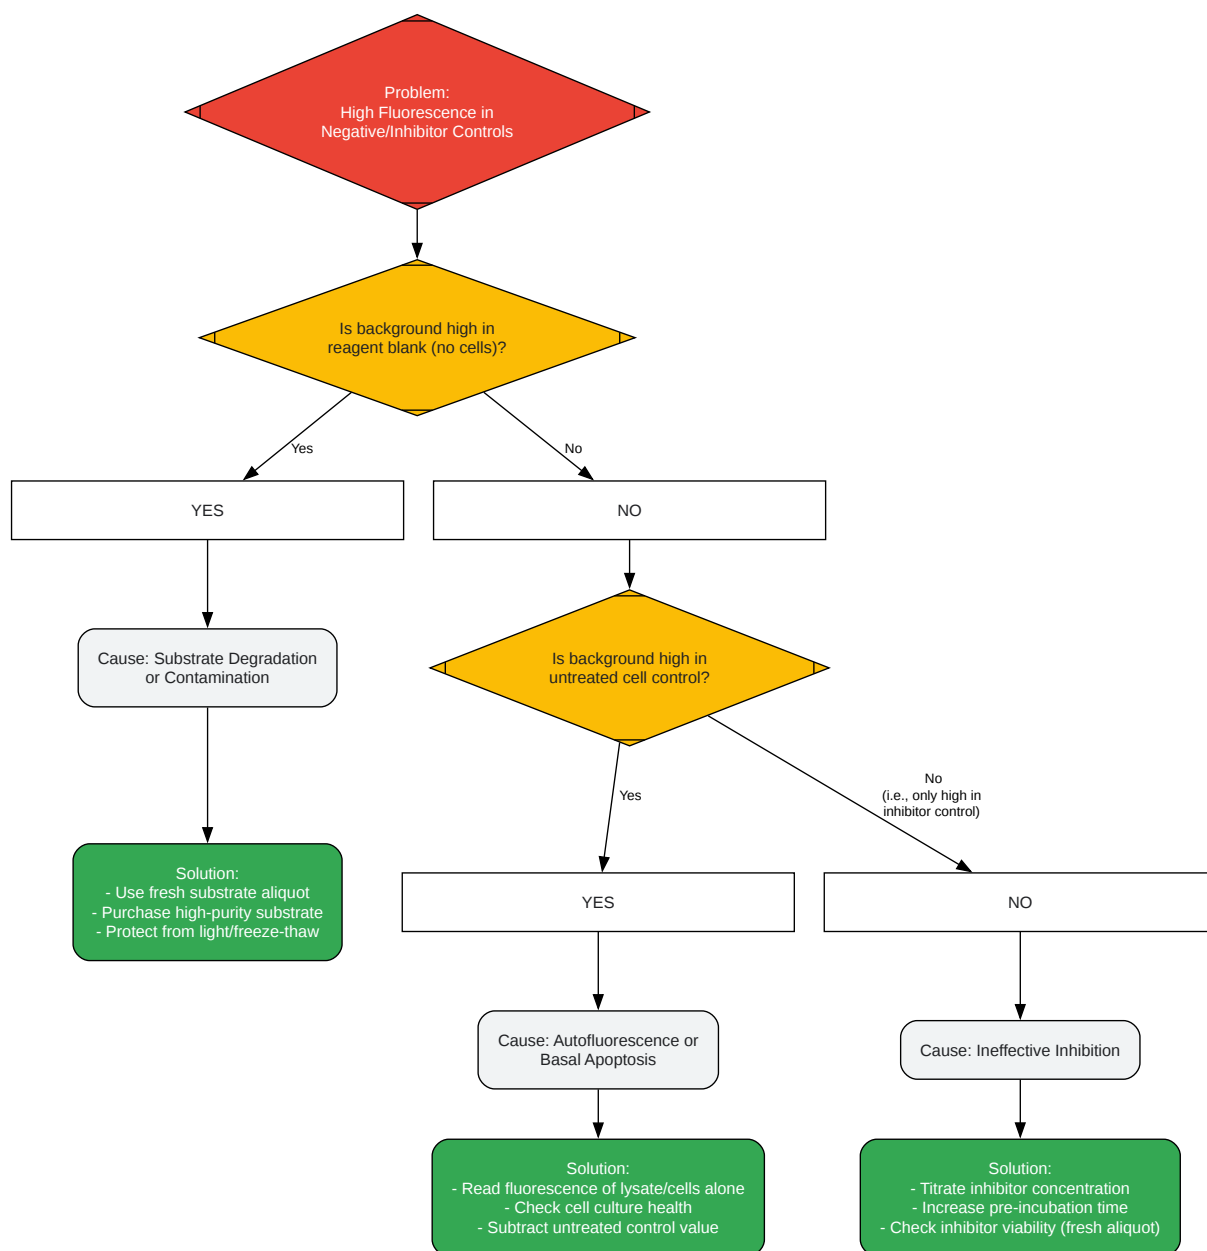 Problem:
High Fluorescence in
Negative/Inhibitor Controls
Is background high in
reagent blank (no cells)?
Yes
No
YES
NO
Cause: Substrate Degradation
or Contamination
Is background high in
untreated cell control?
Yes
No
(i.e., only high in
inhibitor control)
Solution:
- Use fresh substrate aliquot
- Purchase high-purity substrate
- Protect from light/freeze-thaw
YES
NO
Cause: Autofluorescence or
Basal Apoptosis
Cause: Ineffective Inhibition
Solution:
- Read fluorescence of lysate/cells alone
- Check cell culture health
- Subtract untreated control value
Solution:
- Titrate inhibitor concentration
- Increase pre-incubation time
- Check inhibitor viability (fresh aliquot)